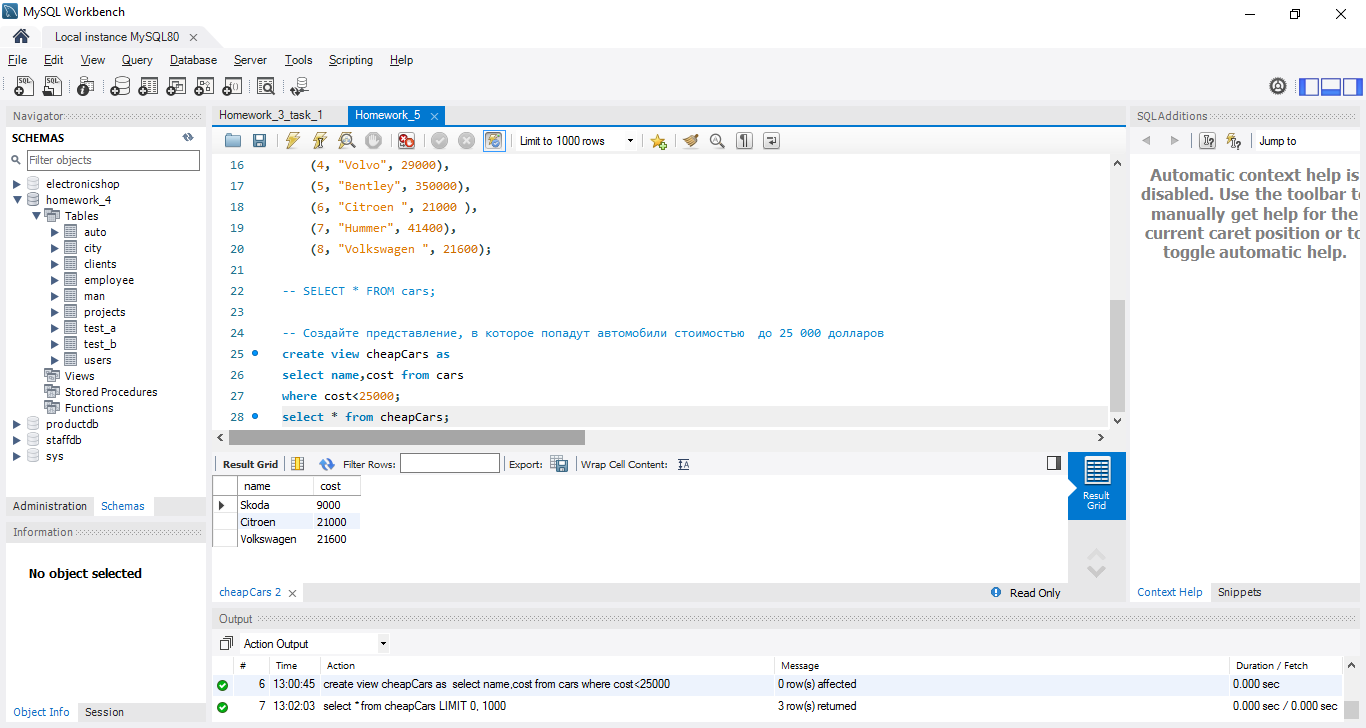 MySQL Workbench
Local instance MySQL80
File Edit View Query Database Server Tools Scripting Help
Navigator
SCHEMAS
Filter objects
electronicshop
homework_4
Tables
auto
city
clients
employee
man
projects
test_a
test_b
users
Views
Stored Procedures
Functions
productdb
staffdb
sys
Administration Schemas
Information
No object selected
Object Info Session
Homework_3_task_1 Homework_5
Limit to 1000 rows
16 (4, "Volvo", 29000),
17 (5, "Bentley", 350000),
18 (6, "Citroen ", 21000 ),
19 (7, "Hummer", 41400),
20 (8, "Volkswagen ", 21600);
21
22 -- SELECT * FROM cars;
23
24 -- Создайте представление, в которое попадут автомобили стоимостью  до 25 000 долларов
25 create view cheapCars as
26 select name,cost from cars
27 where cost<25000;
28 select * from cheapCars;
Result Grid Filter Rows: Export: Wrap Cell Content:
name cost
Skoda 9000
Citroen 21000
Volkswagen 21600
Result
Grid
cheapCars 2 Read Only
SQLAdditions
Jump to
Automatic context help is
disabled. Use the toolbar to
manually get help for the
current caret position or to
toggle automatic help.
Context Help Snippets
Output
Action Output
# Time Action Message Duration / Fetch
6 13:00:45 create view cheapCars as  select name,cost from cars where cost<25000 0 row(s) affected 0.000 sec
7 13:02:03 select * from cheapCars LIMIT 0, 1000 3 row(s) returned 0.000 sec / 0.000 sec